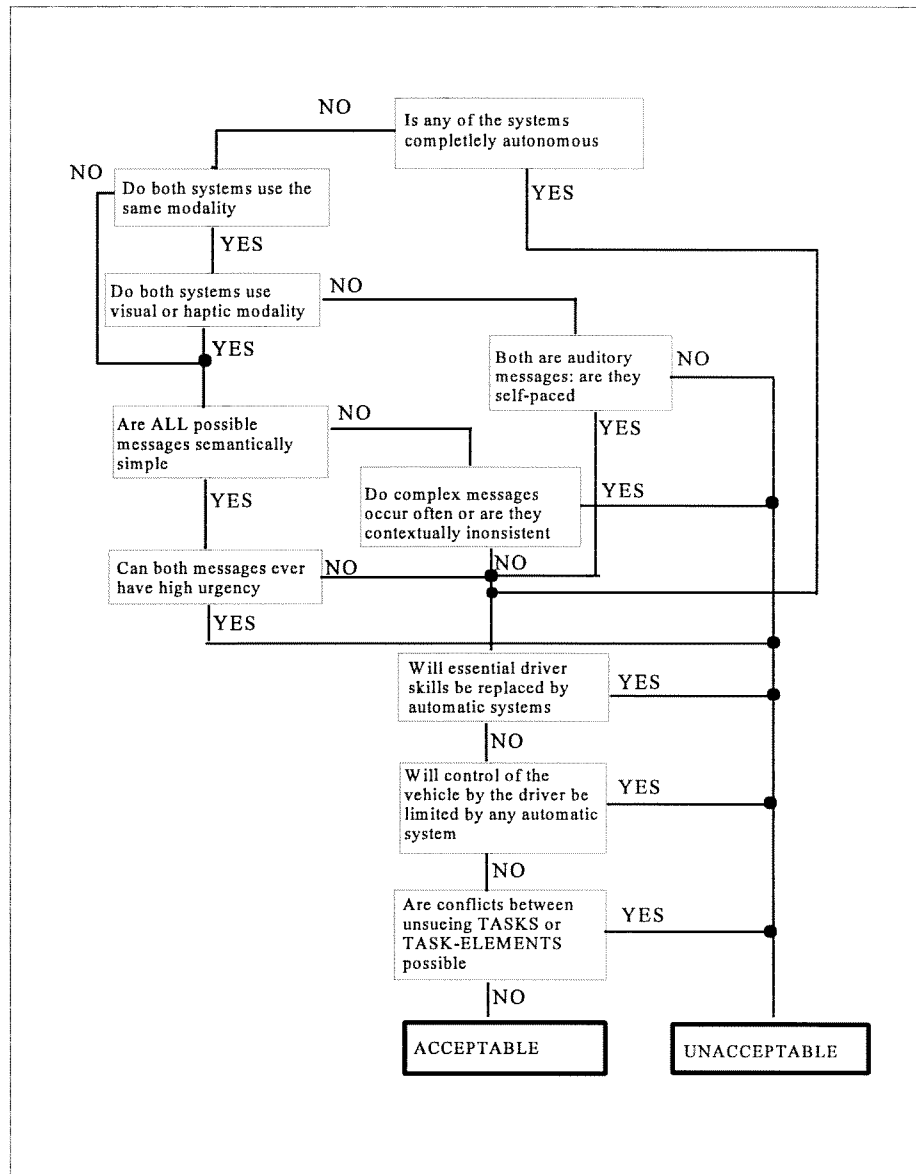 NO
Is any of the systems
completlely autonomous
NO
YES
Do both systems use the
same modality
YES
Do both systems use
visual or haptic modality
NO
YES
Both are auditory
messages: are they
self-paced
NO
YES
Are ALL possible
messages semantically
simple
NO
YES
Do complex messages
occur often or are they
contextually inonsistent
YES
NO
Can both messages ever
have high urgency
NO
YES
Will essential driver
skills be replaced by
automatic systems
YES
NO
Will control of the
vehicle by the driver be
limited by any automatic
system
YES
NO
Are conflicts between
unsueing TASKS or
TASK-ELEMENTS
possible
YES
NO
ACCEPTABLE
UNACCEPTABLE